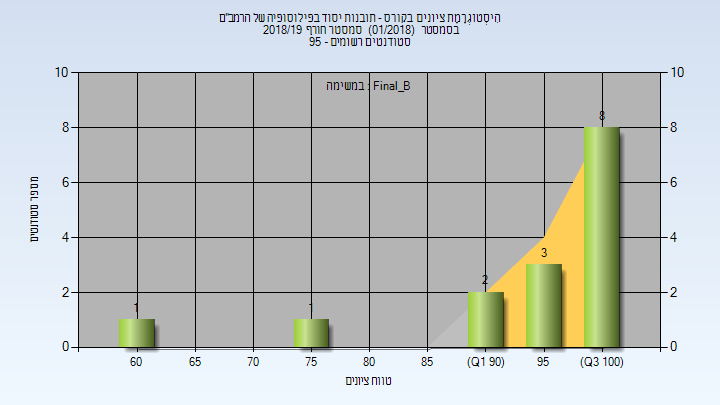 היסטוגרמת ציונים בקורס - תובנות יסוד בפילוסופיה של הרמב"ם
בסמסטר (01/2018) סמסטר חורף 2018/19
סטודנטים רשומים - 95
במשימה : Final_B
10 10
8 8
8
6 6
4 4
3
2 2
2
1 1
0 0
60 65 70 75 80 85 (Q1 90) 95 (Q3 100)
מספר סטודנטים
טווח ציונים